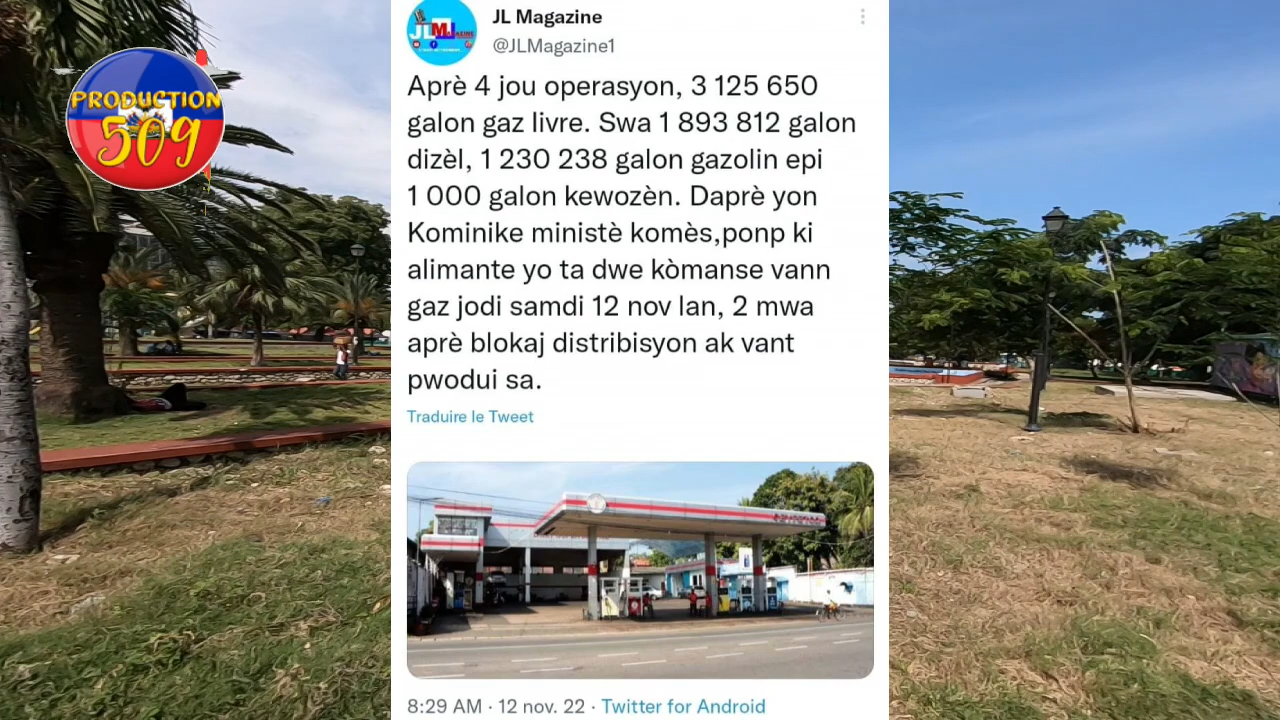 PRODUCTION
509
JL Magazine
@JLMagazine1
Aprè 4 jou operasyon, 3 125 650
galon gaz livre. Swa 1 893 812 galon
dizèl, 1 230 238 galon gazolin epi
1 000 galon kewozèn. Daprè yon
Kominike ministè komès,ponp ki
alimante yo ta dwe kòmanse vann
gaz jodi samdi 12 nov lan, 2 mwa
aprè blokaj distribisyon ak vant
pwodui sa.
Traduire le Tweet
8:29 AM · 12 nov. 22 · Twitter for Android